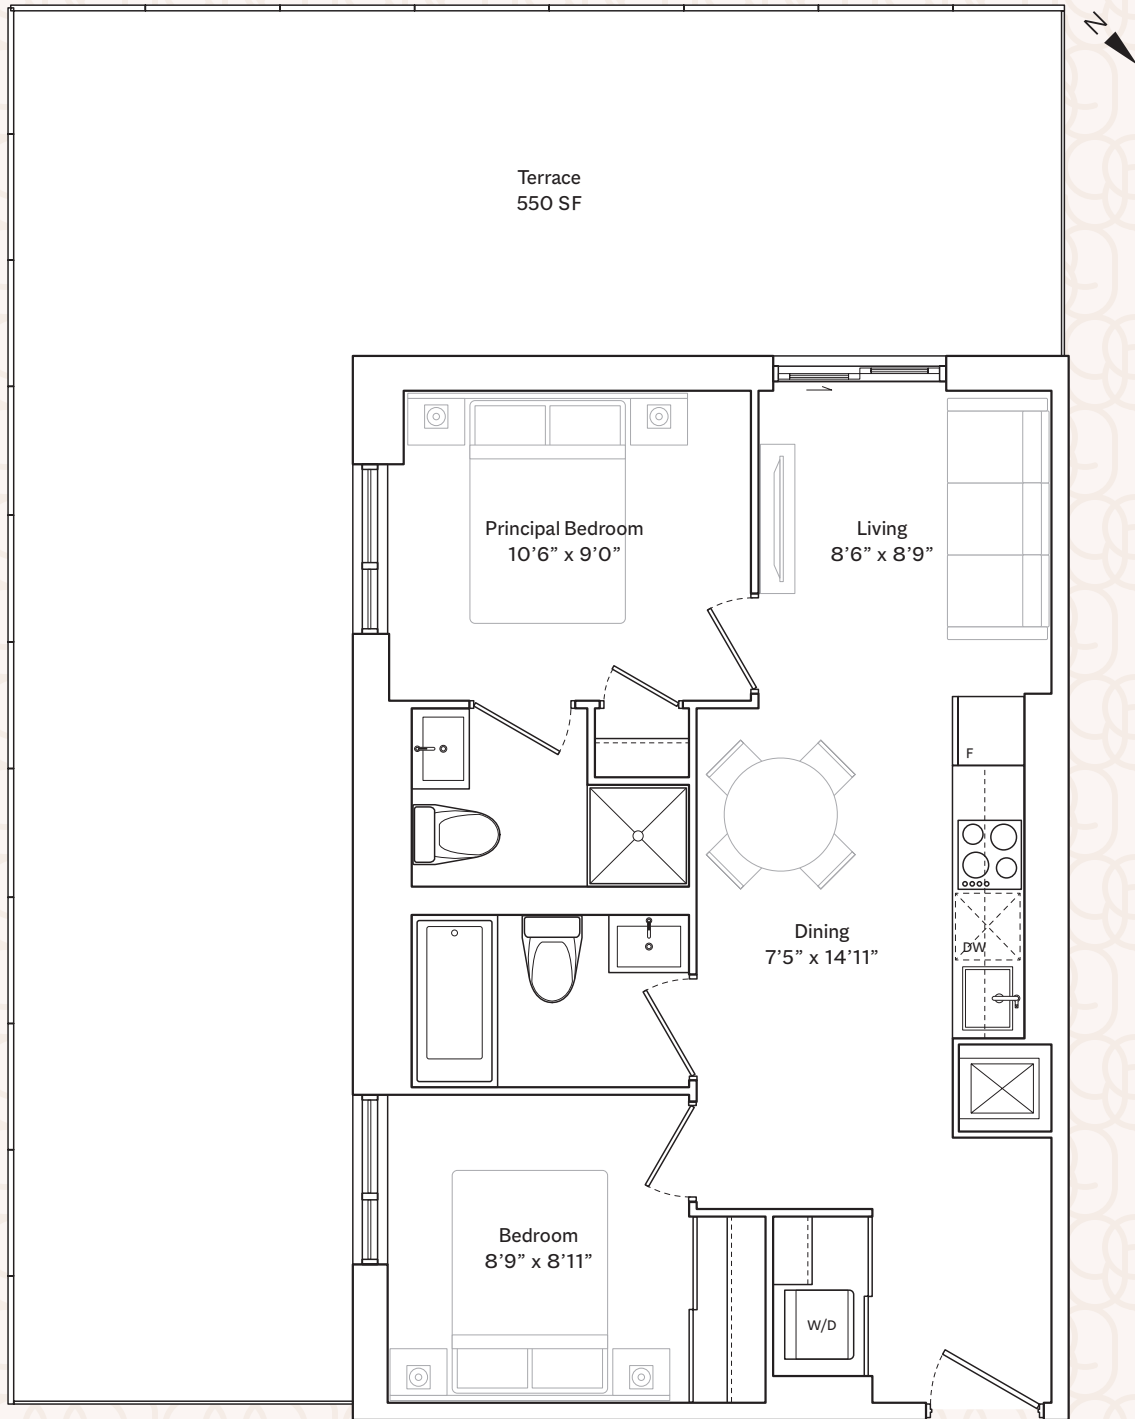 N
Terrace
550 SF
Principal Bedroom
10’6” x 9’0”
Living
8’6” x 8’9”
F
Dining
7’5” x 14’11”
DW
Bedroom
8’9” x 8’11”
W/D